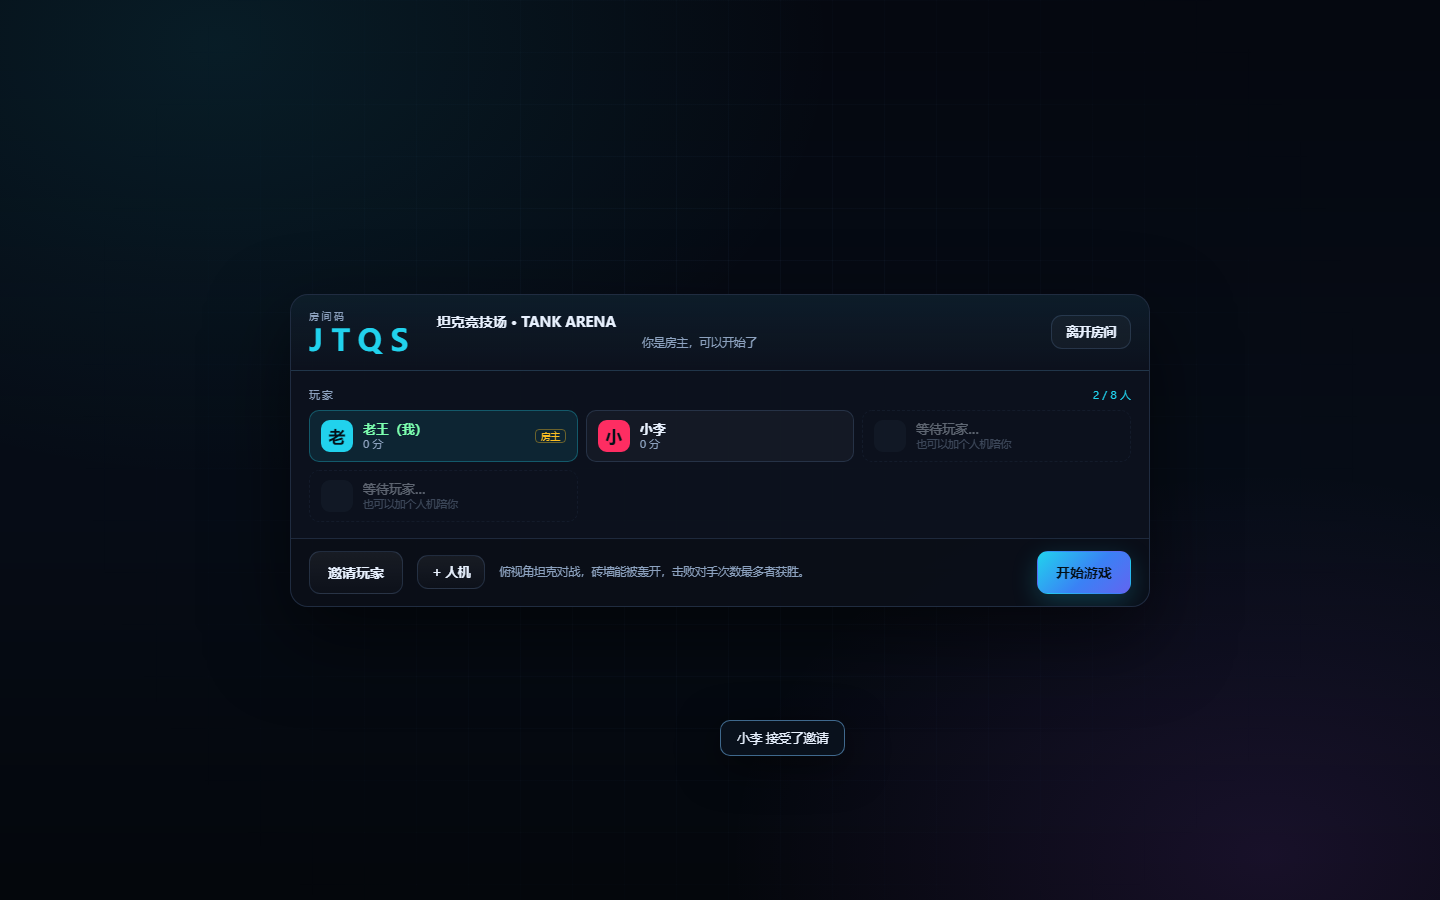 房间码
JTQS
坦克竞技场 • TANK ARENA
你是房主，可以开始了
离开房间
玩家
2 / 8 人
老
老王（我）
0 分
房主
小
小李
0 分
等待玩家...
也可以加个人机陪你
等待玩家...
也可以加个人机陪你
邀请玩家
+ 人机
俯视角坦克对战，砖墙能被轰开，击败对手次数最多者获胜。
开始游戏
小李 接受了邀请